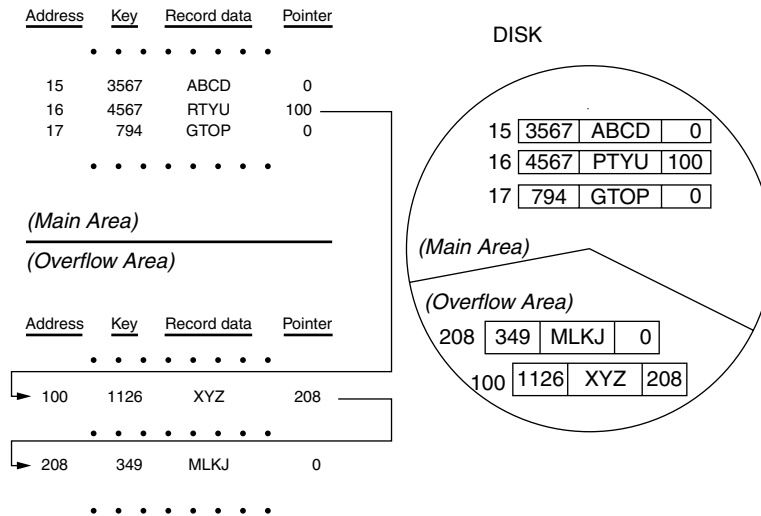 Address Key Record data Pointer
15 3567 ABCD 0
16 4567 RTYU 100
17 794 GTOP 0
(Main Area)
(Overflow Area)
Address Key Record data Pointer
100 1126 XYZ 208
208 349 MLKJ 0
DISK
15 3567 ABCD 0
16 4567 PTYU 100
17 794 GTOP 0
(Main Area)
(Overflow Area)
208 349 MLKJ 0
100 1126 XYZ 208